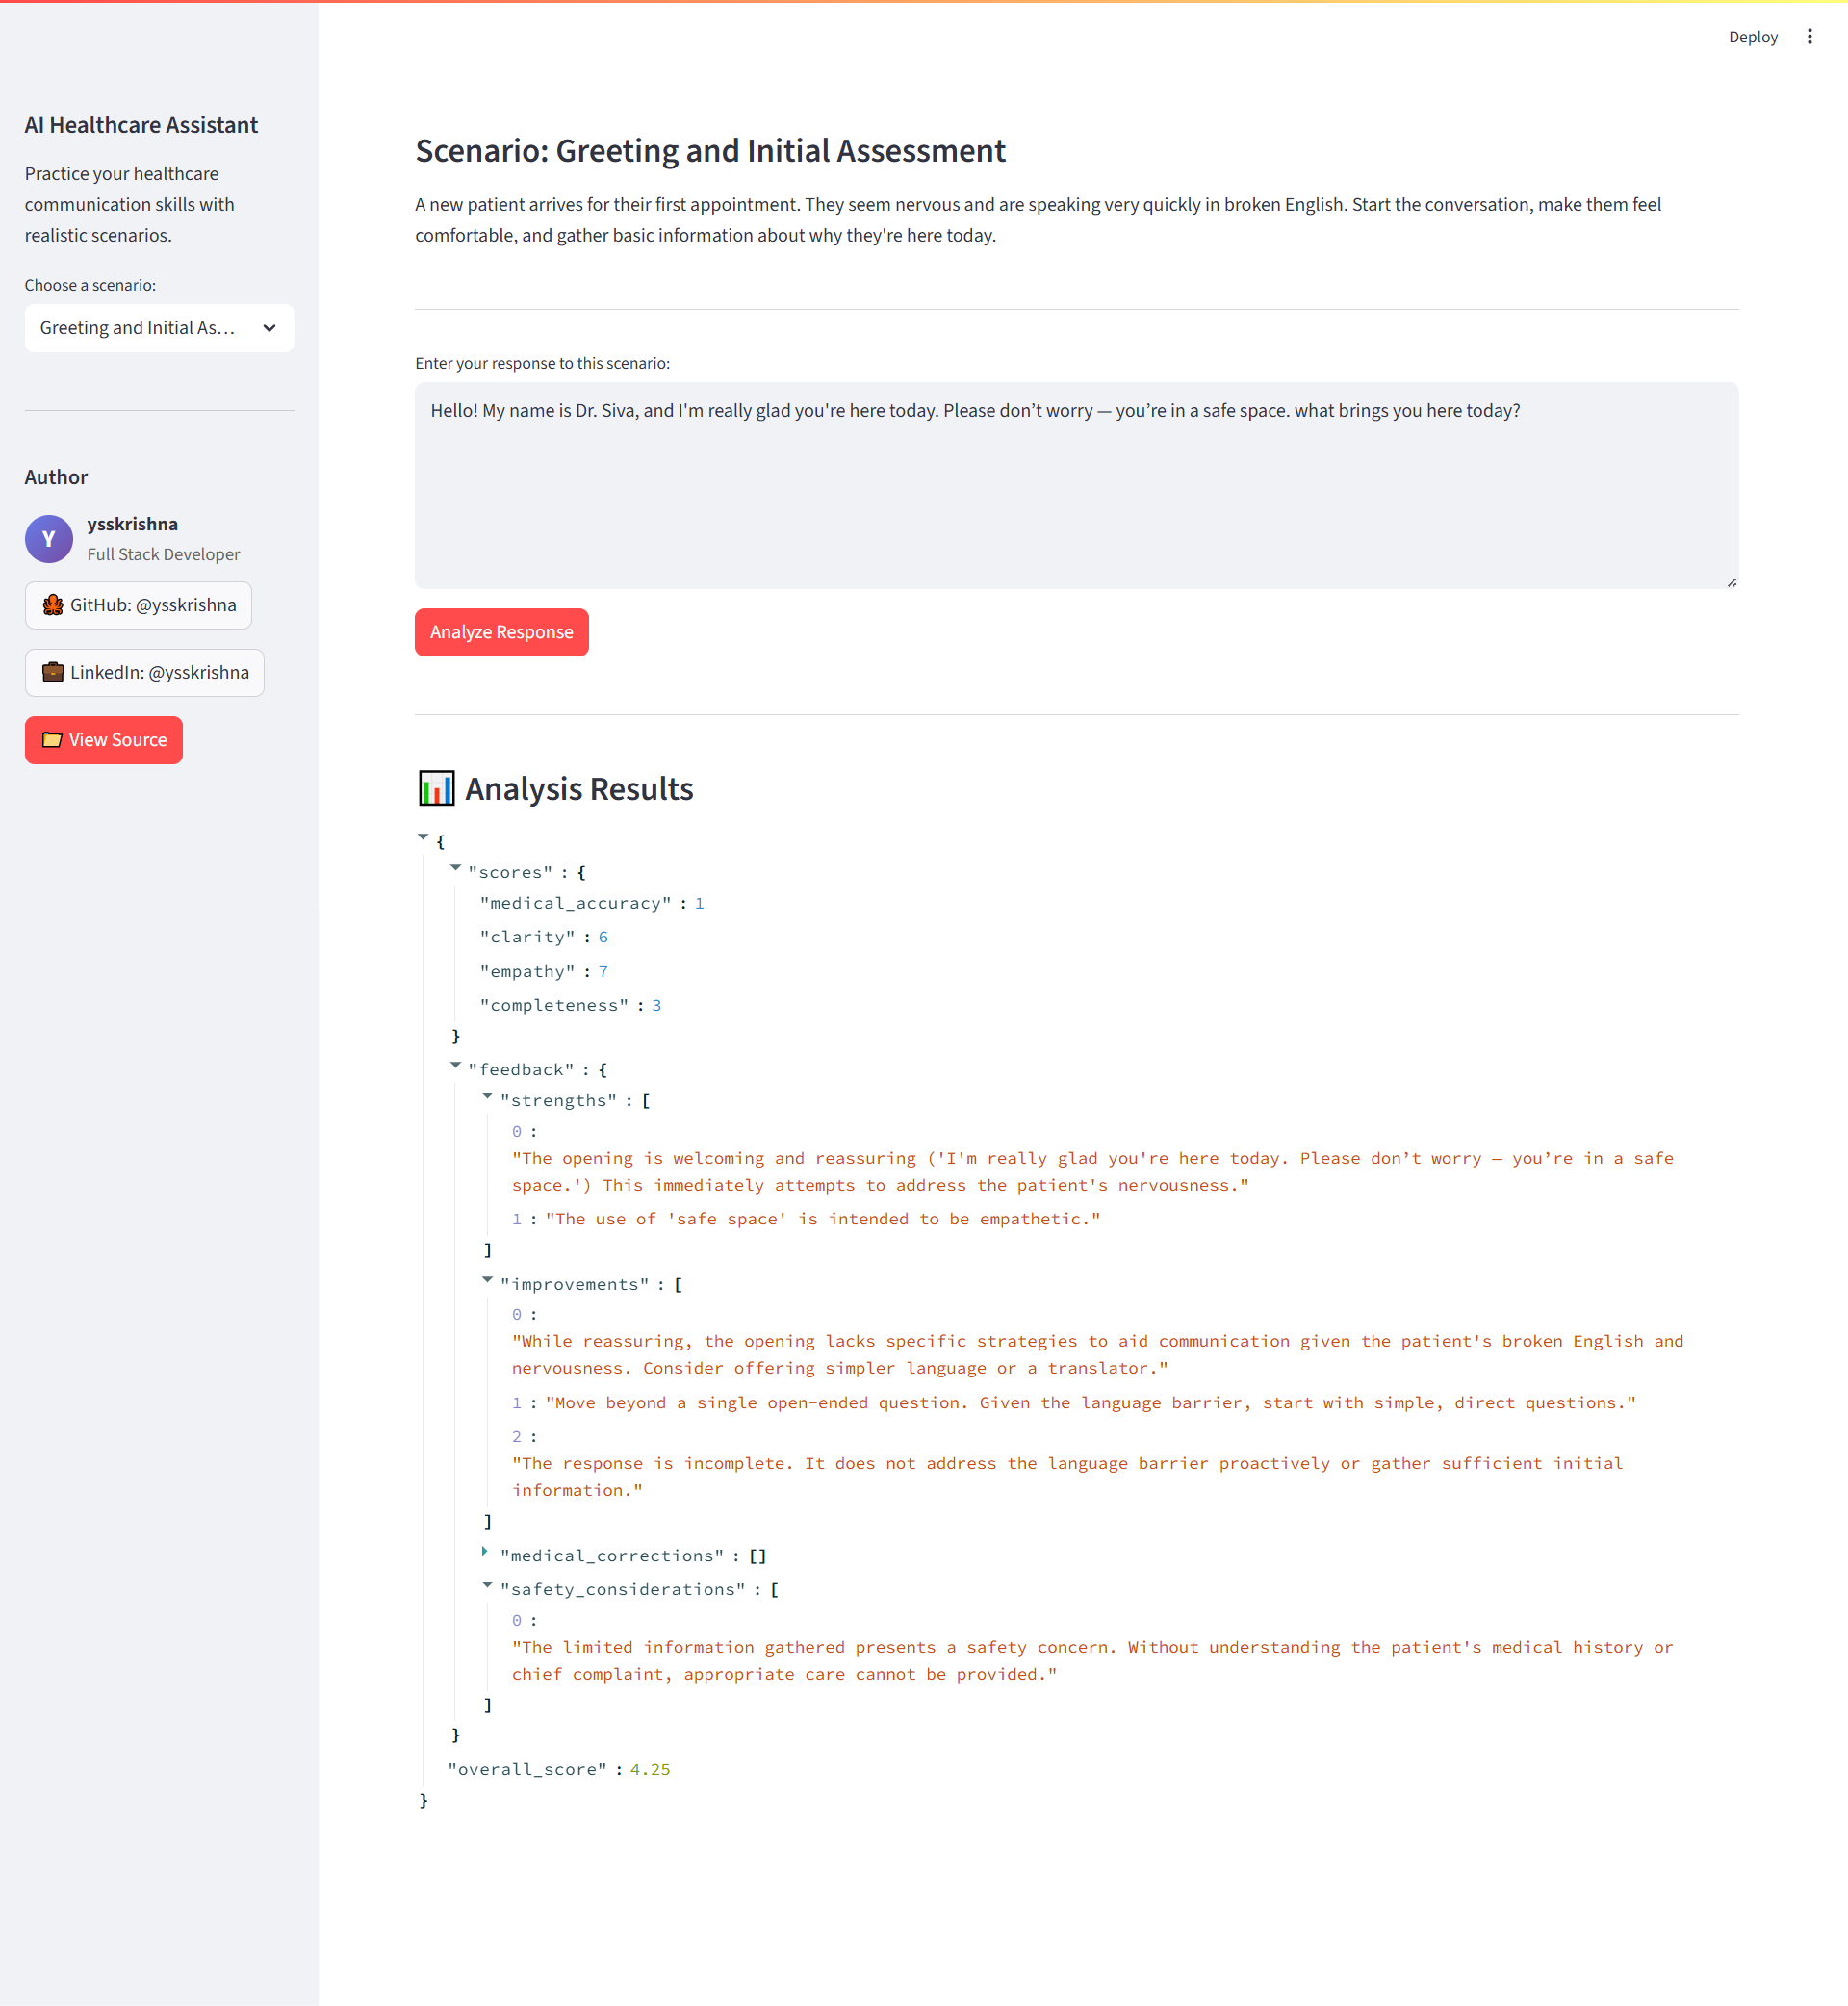 Deploy
AI Healthcare Assistant
Practice your healthcare
communication skills with
realistic scenarios.
Choose a scenario:
Greeting and Initial As...
Author
Y
ysskrishna
Full Stack Developer
GitHub: @ysskrishna
LinkedIn: @ysskrishna
View Source
Scenario: Greeting and Initial Assessment
A new patient arrives for their first appointment. They seem nervous and are speaking very quickly in broken English. Start the conversation, make them feel
comfortable, and gather basic information about why they're here today.
Enter your response to this scenario:
Hello! My name is Dr. Siva, and I'm really glad you're here today. Please don’t worry — you’re in a safe space. what brings you here today?
Analyze Response
Analysis Results
{
"scores" : {
"medical_accuracy" : 1
"clarity" : 6
"empathy" : 7
"completeness" : 3
}
"feedback" : {
"strengths" : [
0 :
"The opening is welcoming and reassuring ('I'm really glad you're here today. Please don’t worry — you’re in a safe
space.') This immediately attempts to address the patient's nervousness."
1 : "The use of 'safe space' is intended to be empathetic."
]
"improvements" : [
0 :
"While reassuring, the opening lacks specific strategies to aid communication given the patient's broken English and
nervousness. Consider offering simpler language or a translator."
1 : "Move beyond a single open-ended question. Given the language barrier, start with simple, direct questions."
2 :
"The response is incomplete. It does not address the language barrier proactively or gather sufficient initial
information."
]
"medical_corrections" : []
"safety_considerations" : [
0 :
"The limited information gathered presents a safety concern. Without understanding the patient's medical history or
chief complaint, appropriate care cannot be provided."
]
}
"overall_score" : 4.25
}